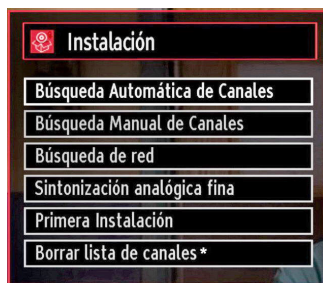 Instalación
Búsqueda Automática de Canales
Búsqueda Manual de Canales
Búsqueda de red
Sintonización analógica fina
Primera Instalación
Borrar lista de canales *